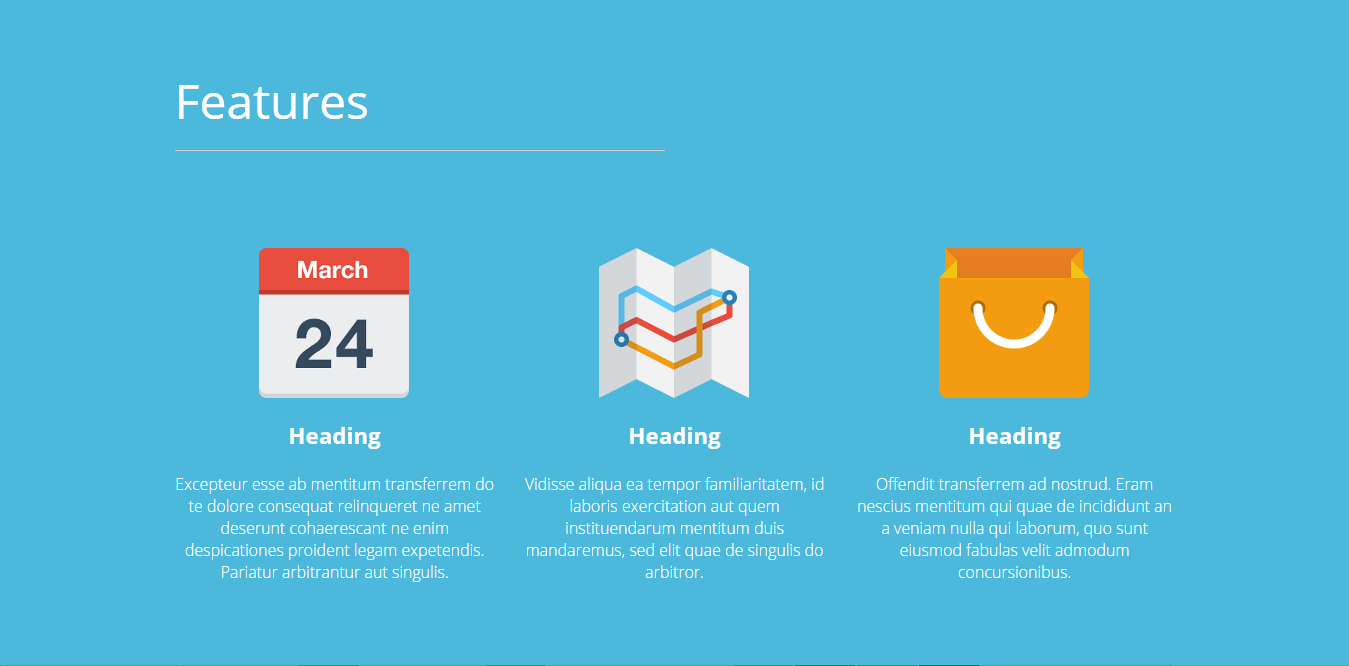 Features
March
24
Heading
Excepteur esse ab mentitum transferrem do
te dolore consequat relinqueret ne amet
deserunt cohaerescant ne enim
despicationes proident legam expetendis.
Pariatur arbitrantur aut singulis.
Heading
Vidisse aliqua ea tempor familiaritatem, id
laboris exercitation aut quem
instituendarum mentitum duis
mandaremus, sed elit quae de singulis do
arbitror.
Heading
Offendit transferrem ad nostrud. Eram
nescius mentitum qui quae de incididunt an
a veniam nulla qui laborum, quo sunt
eiusmod fabulas velit admodum
concursionibus.